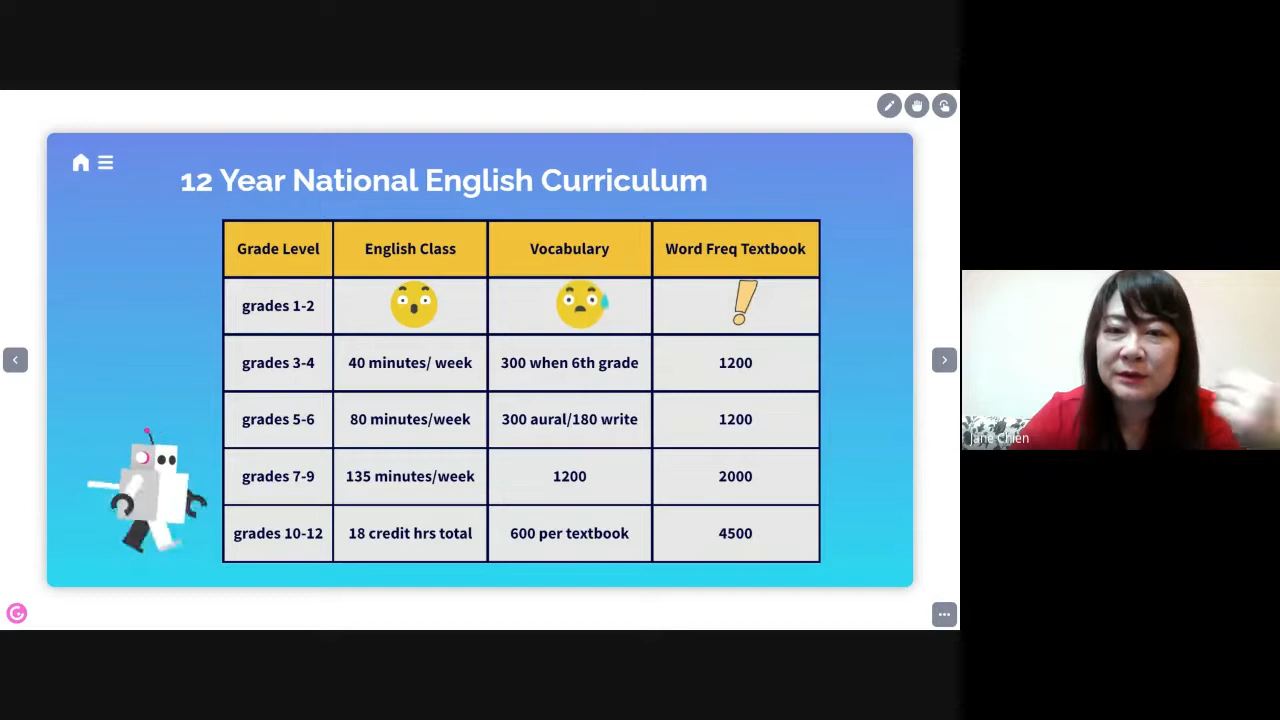 12 Year National English Curriculum
Grade Level English Class Vocabulary Word Freq Textbook
grades 1-2
grades 3-4 40 minutes/ week 300 when 6th grade 1200
grades 5-6 80 minutes/week 300 aural/180 write 1200
grades 7-9 135 minutes/week 1200 2000
grades 10-12 18 credit hrs total 600 per textbook 4500
Jane Chien